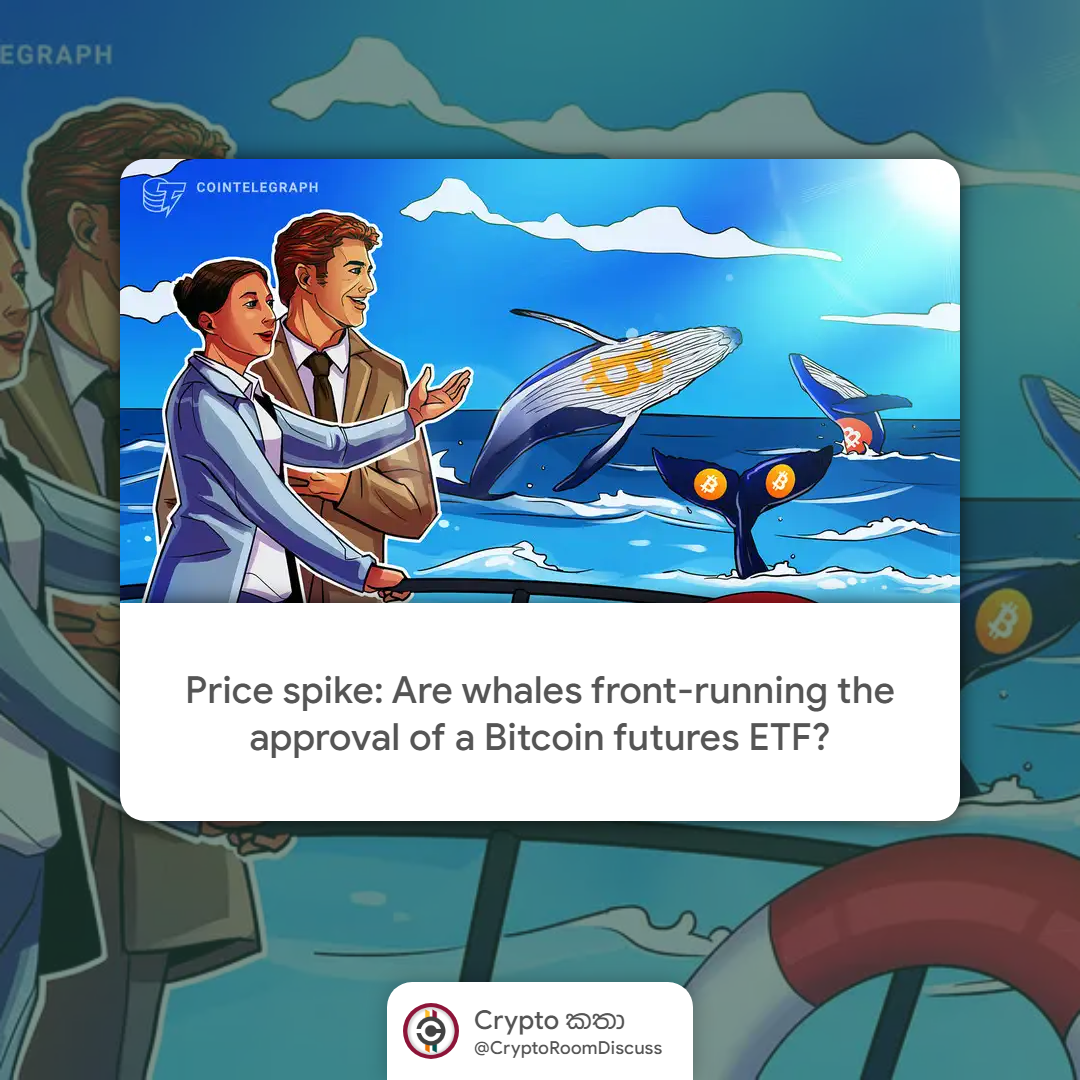 EGRAPH
COINTELEGRAPH
Price spike: Are whales front-running the
approval of a Bitcoin futures ETF?
Crypto කතා
@CryptoRoomDiscuss